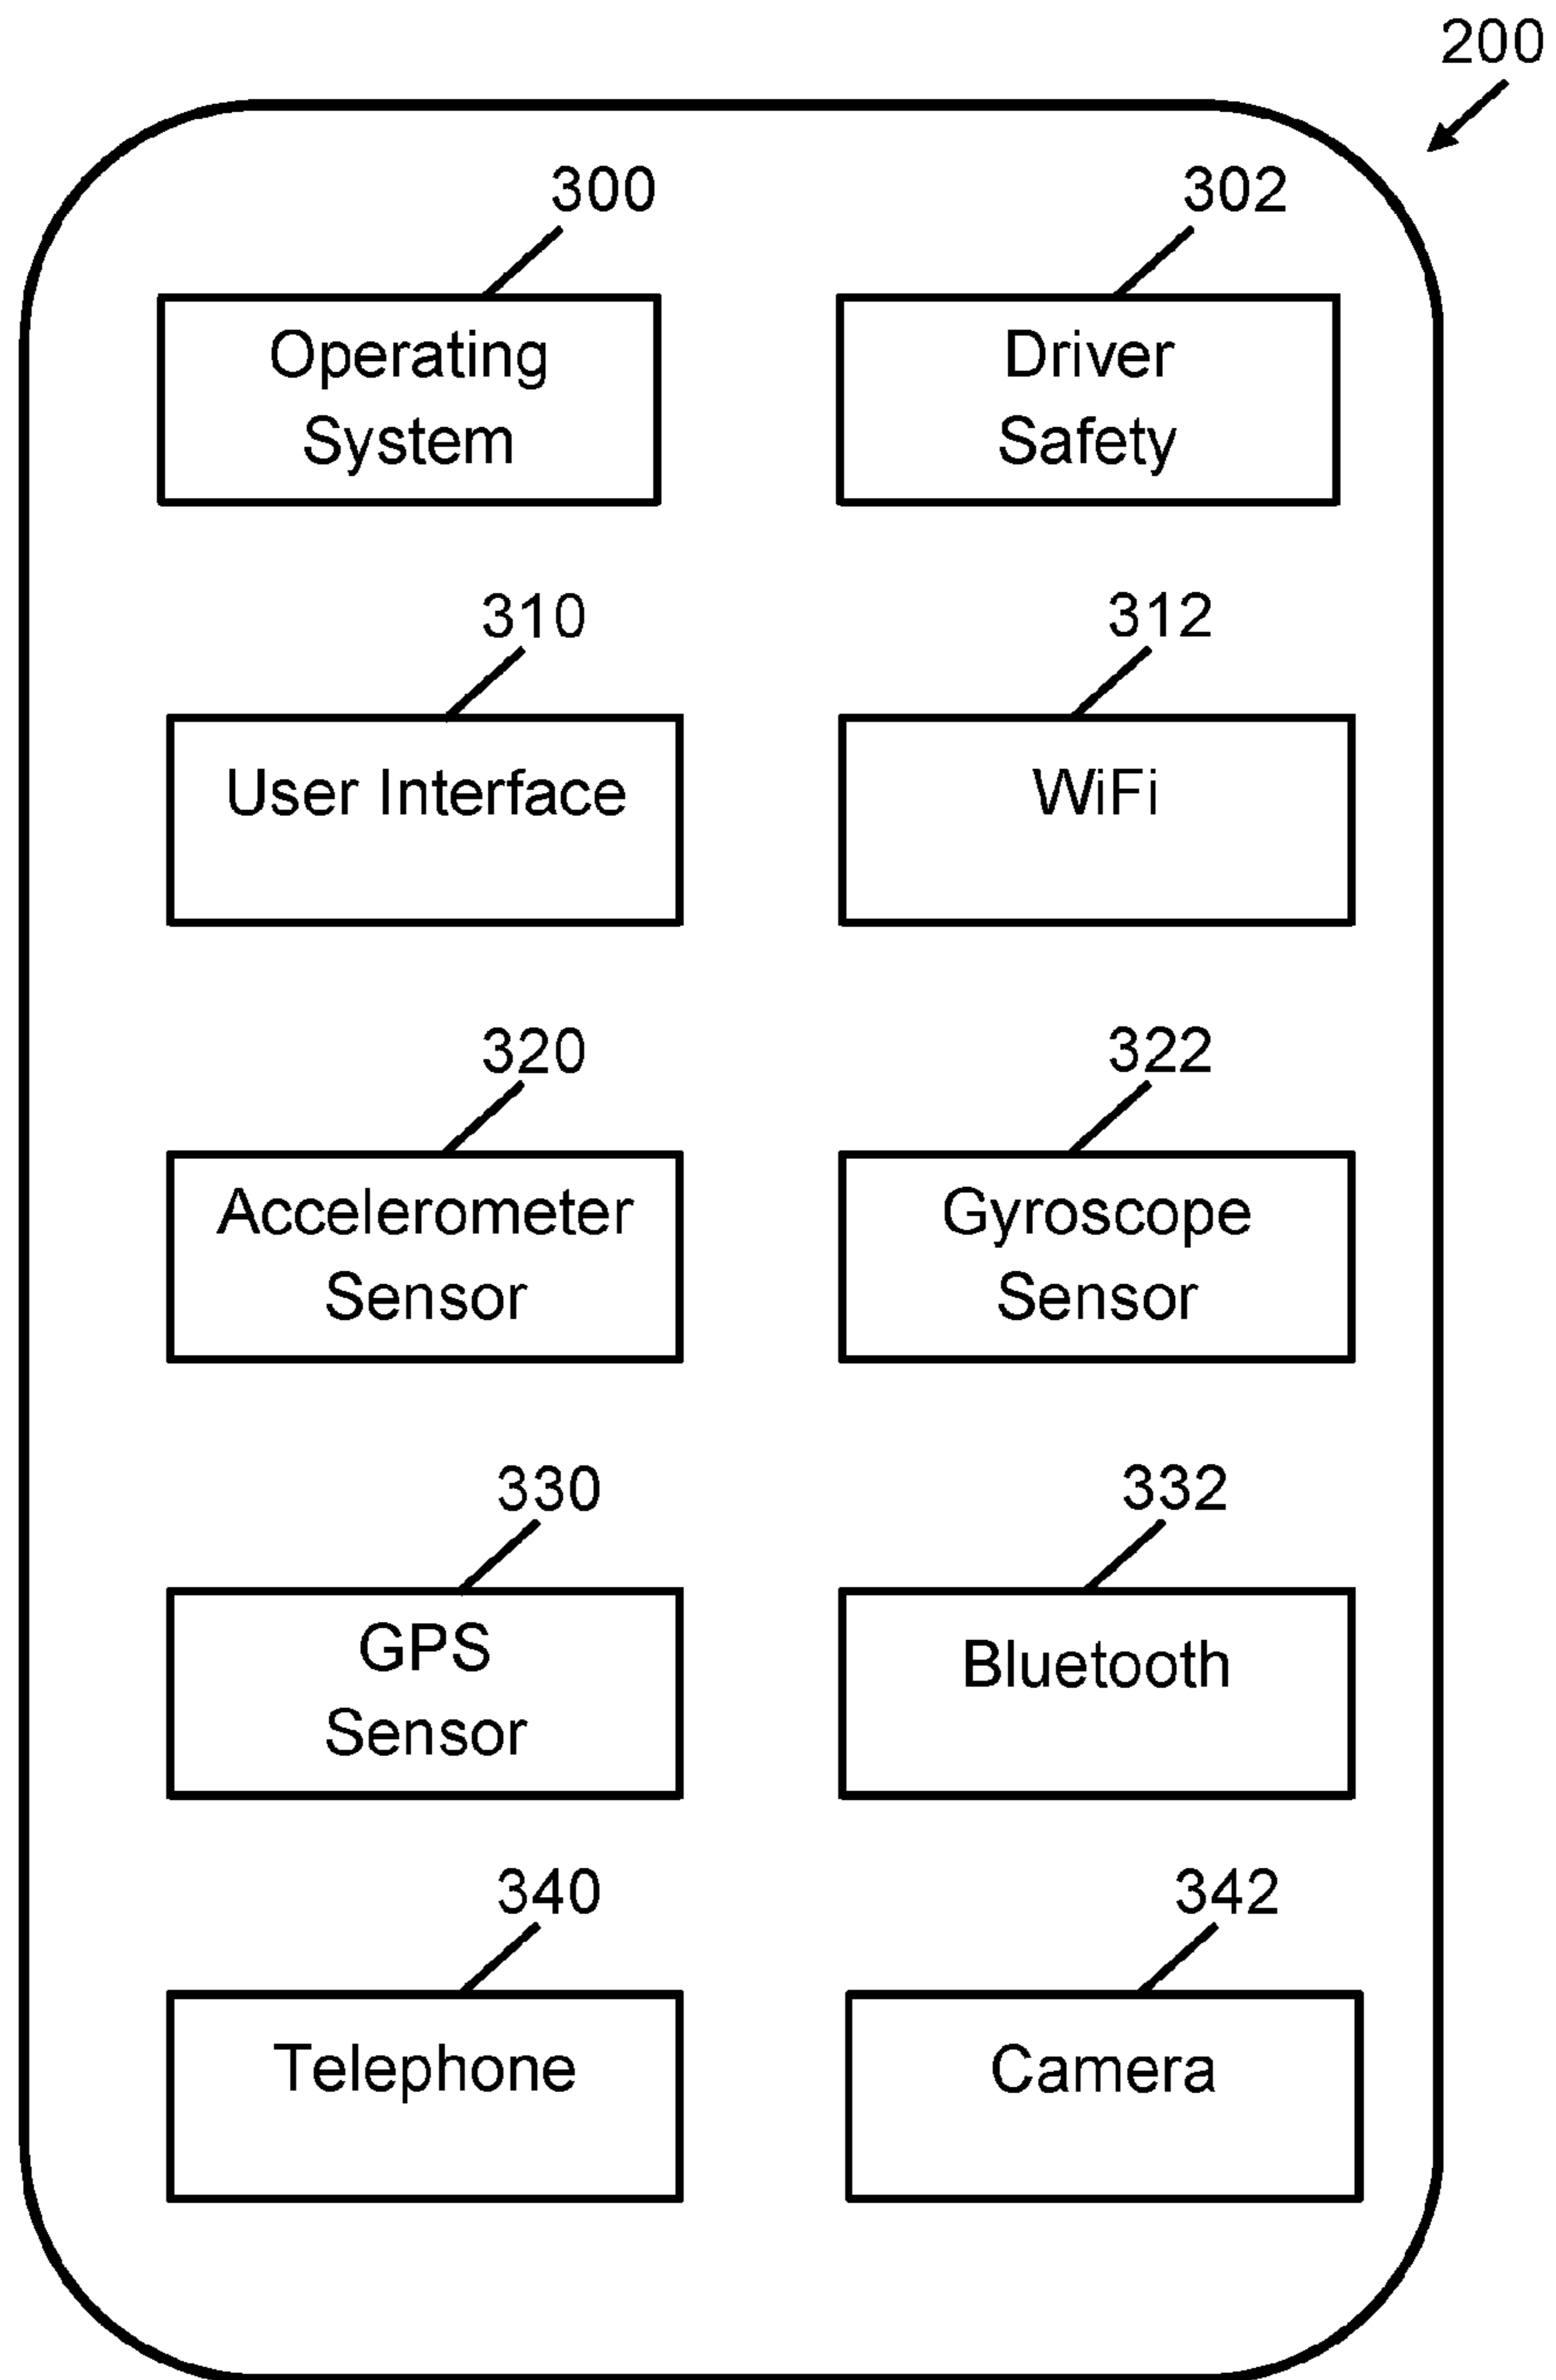 200
300
302
Operating
System
Driver
Safety
310
312
User Interface
WiFi
320
322
Accelerometer
Sensor
Gyroscope
Sensor
330
332
GPS
Sensor
Bluetooth
340
342
Telephone
Camera